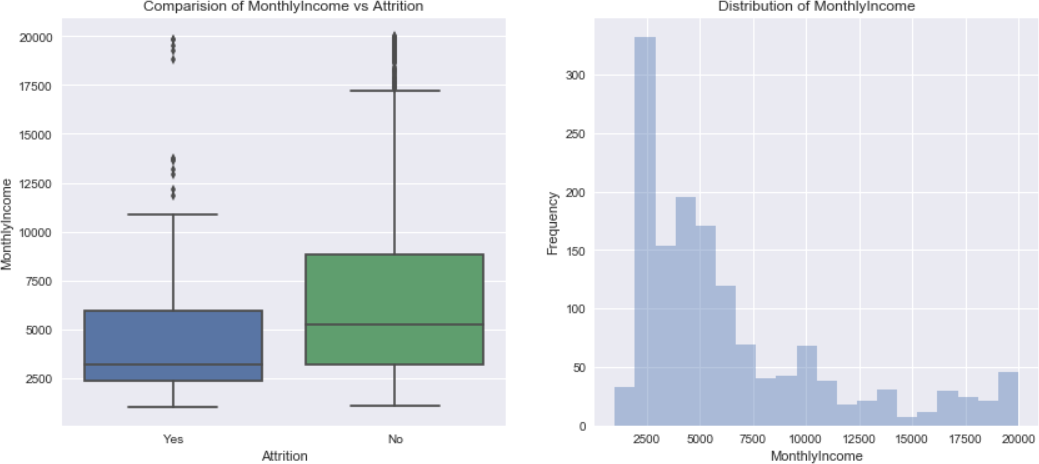 Comparision of MonthlyIncome vs Attrition
20000
17500
15000
12500
10000
7500
5000
2500
MonthlyIncome
Yes No
Attrition
Distribution of MonthlyIncome
300
250
200
150
100
50
0
Frequency
2500 5000 7500 10000 12500 15000 17500 20000
MonthlyIncome